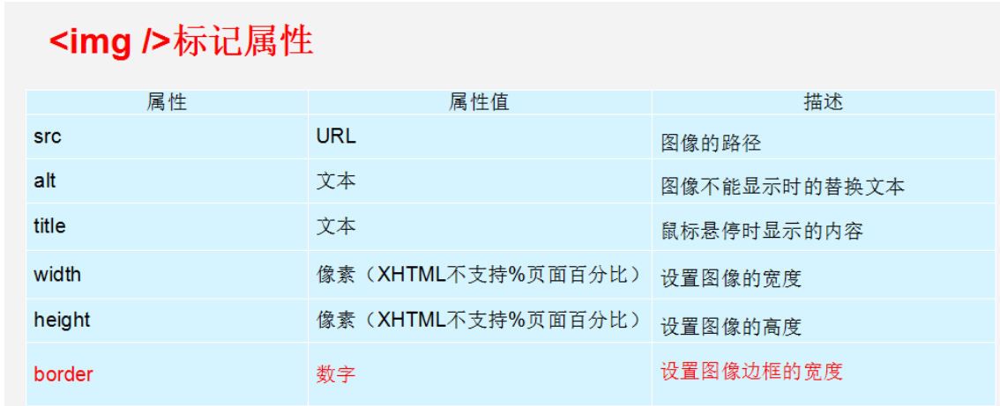 <img />标记属性
属性 属性值 描述
src URL 图像的路径
alt 文本 图像不能显示时的替换文本
title 文本 鼠标悬停时显示的内容
width 像素（XHTML不支持%页面百分比） 设置图像的宽度
height 像素（XHTML不支持%页面百分比） 设置图像的高度
border 数字 设置图像边框的宽度